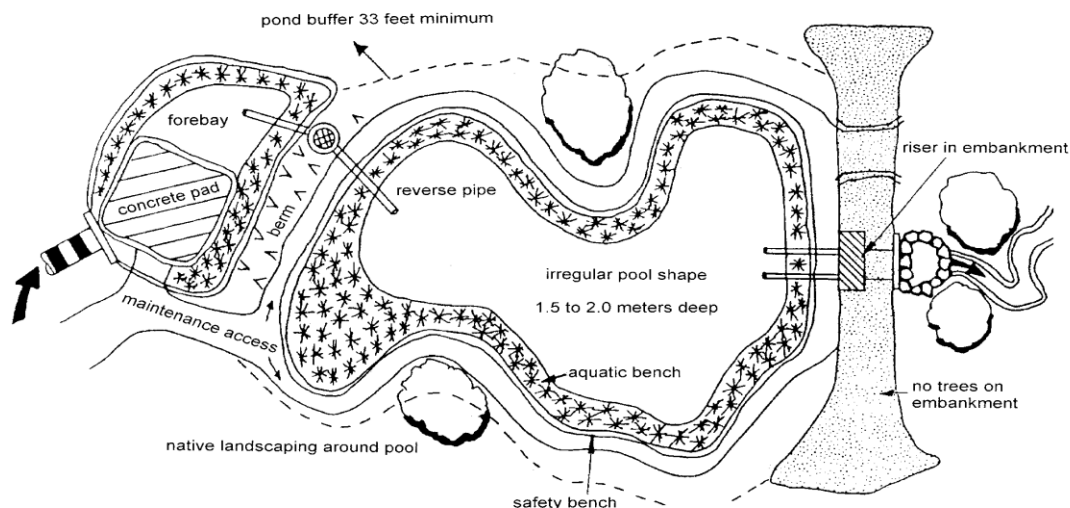 pond buffer 33 feet minimum
forebay
concrete pad
berm
reverse pipe
riser in embankment
irregular pool shape
1.5 to 2.0 meters deep
maintenance access
aquatic bench
no trees on
embankment
native landscaping around pool
safety bench